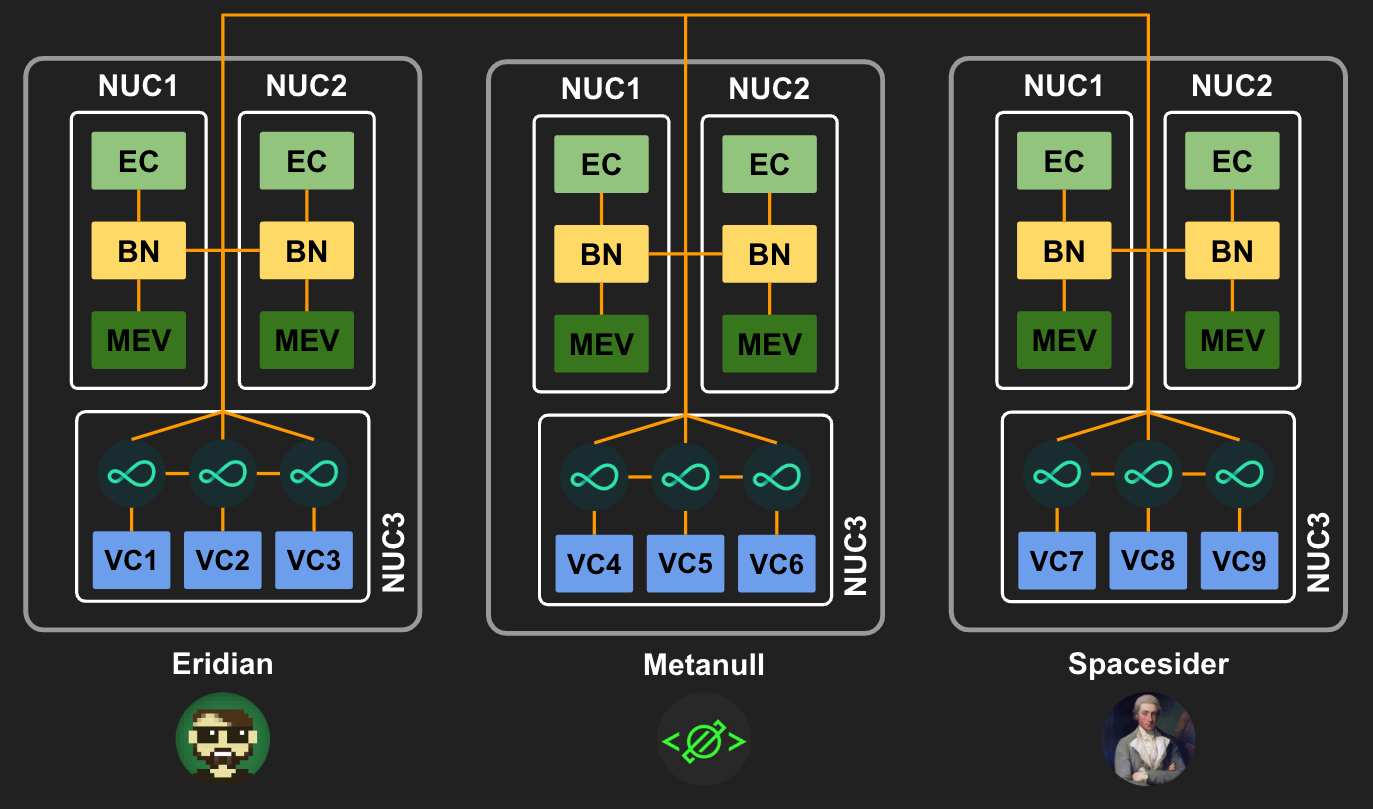 NUC1 NUC2
EC EC
BN BN
MEV MEV
VC1 VC2 VC3
NUC3
Eridian
NUC1 NUC2
EC EC
BN BN
MEV MEV
VC4 VC5 VC6
NUC3
Metanull
NUC1 NUC2
EC EC
BN BN
MEV MEV
VC7 VC8 VC9
NUC3
Spacesider